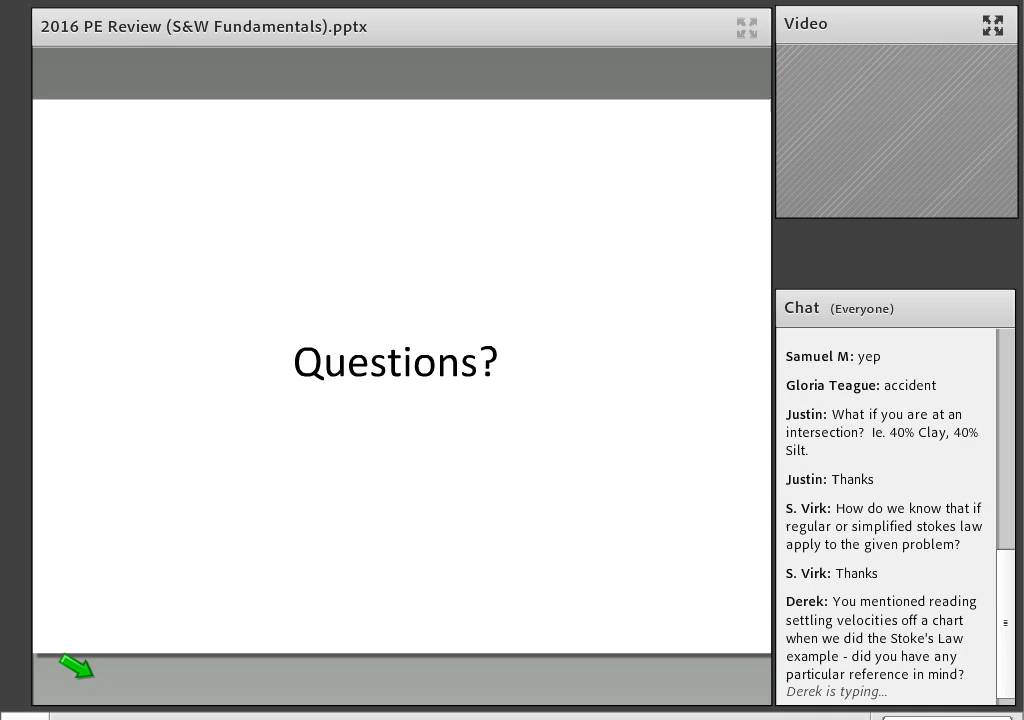 2016 PE Review (S&W Fundamentals).pptx
Questions?
Video
Chat (Everyone)
Samuel M: yep
Gloria Teague: accident
Justin: What if you are at an
intersection? Ie. 40% Clay, 40%
Silt.
Justin: Thanks
S. Virk: How do we know that if
regular or simplified stokes law
apply to the given problem?
S. Virk: Thanks
Derek: You mentioned reading
settling velocities off a chart
when we did the Stoke's Law
example - did you have any
particular reference in mind?
Derek is typing...